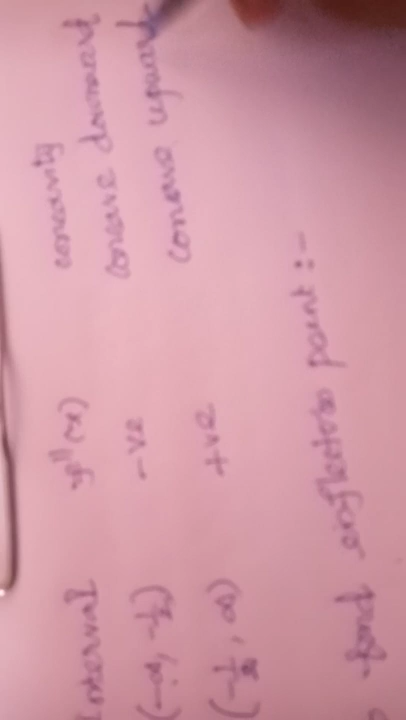 Interval y''(x) concavity
(-∞, -1/2) -ve concave downward
(-1/2, ∞) +ve concave upward
find inflection point :-